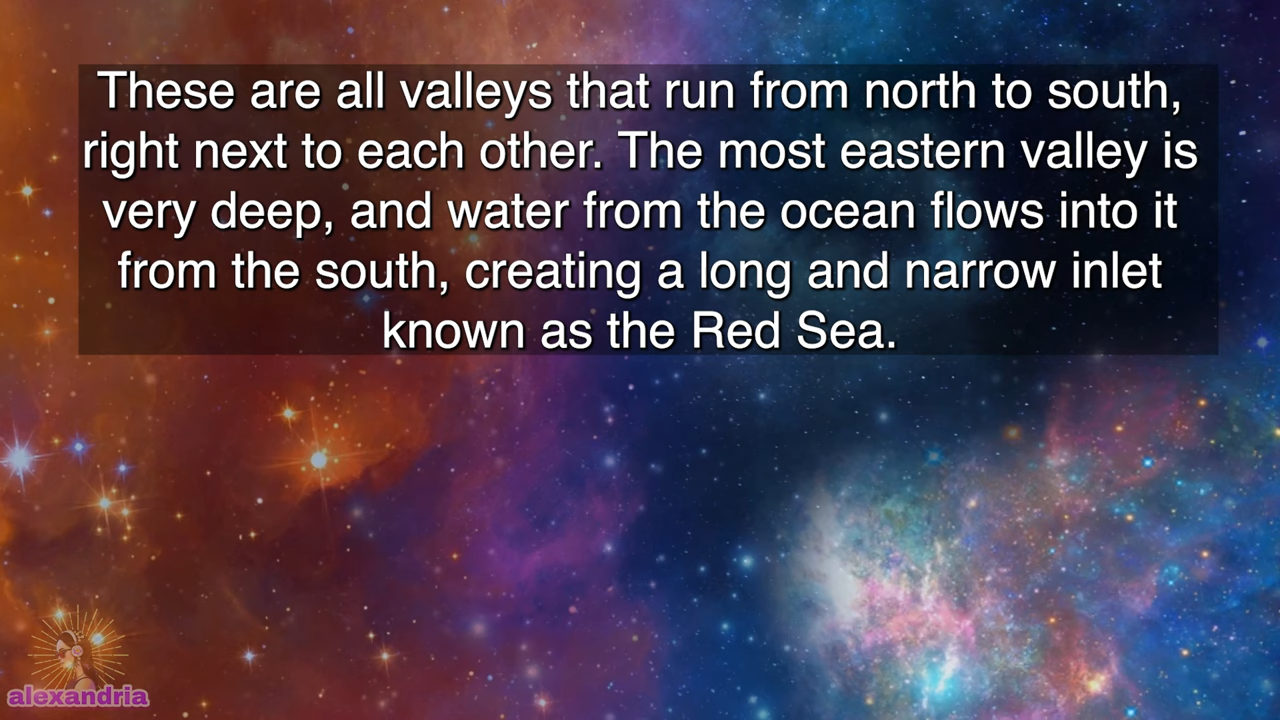 These are all valleys that run from north to south,
right next to each other. The most eastern valley is
very deep, and water from the ocean flows into it
from the south, creating a long and narrow inlet
known as the Red Sea.
alexandria